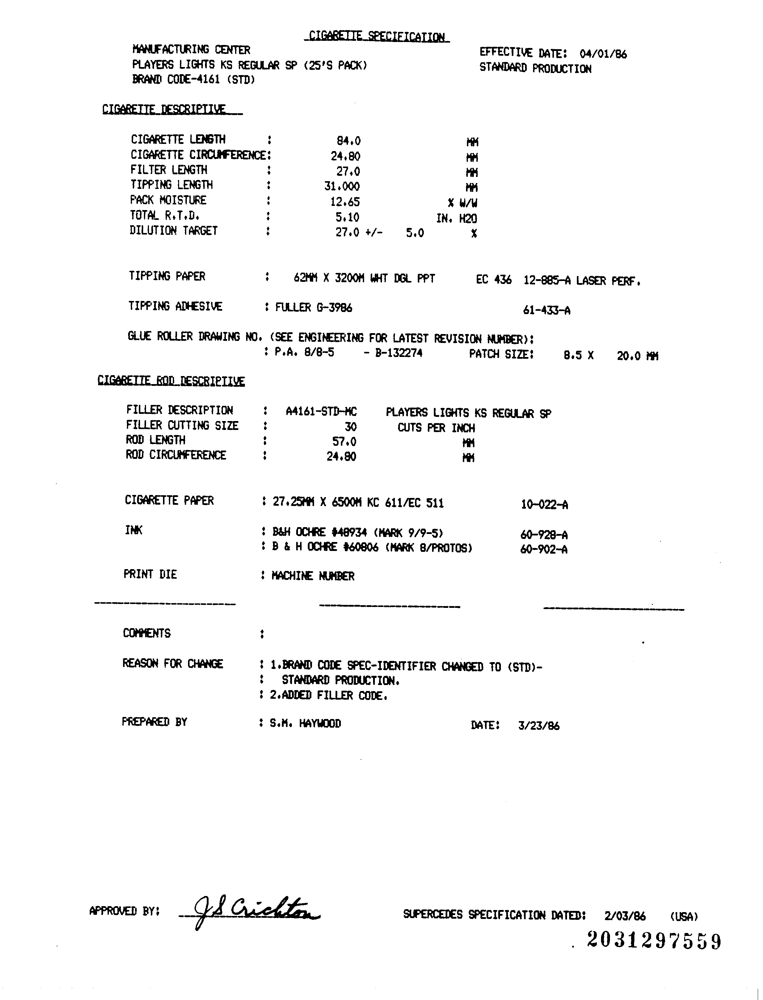 CIGARETTE SPECIFICATION
MANUFACTURING CENTER EFFECTIVE DATE: 04/01/86
PLAYERS LIGHTS KS REGULAR SP (25'S PACK) STANDARD PRODUCTION
BRAND CODE-4161 (STD)
CIGARETTE DESCRIPTIVE
CIGARETTE LENGTH : 84.0 MM
CIGARETTE CIRCUMFERENCE: 24.80 MM
FILTER LENGTH : 27.0 MM
TIPPING LENGTH : 31.000 MM
PACK MOISTURE : 12.65 % W/W
TOTAL R.T.D. : 5.10 IN. H2O
DILUTION TARGET : 27.0 +/- 5.0 %
TIPPING PAPER : 62MM X 3200M WHT DGL PPT EC 436 12-885-A LASER PERF.
TIPPING ADHESIVE : FULLER G-3986 61-433-A
GLUE ROLLER DRAWING NO. (SEE ENGINEERING FOR LATEST REVISION NUMBER):
: P.A. 8/8-5 - B-132274 PATCH SIZE: 8.5 X 20.0 MM
CIGARETTE ROD DESCRIPTIVE
FILLER DESCRIPTION : A4161-STD-MC PLAYERS LIGHTS KS REGULAR SP
FILLER CUTTING SIZE : 30 CUTS PER INCH
ROD LENGTH : 57.0 MM
ROD CIRCUMFERENCE : 24.80 MM
CIGARETTE PAPER : 27.25MM X 6500M KC 611/EC 511 10-022-A
INK : B&H OCHRE #48934 (MARK 9/9-5) 60-928-A
: B & H OCHRE #60806 (MARK 8/PROTOS) 60-902-A
PRINT DIE : MACHINE NUMBER
COMMENTS :
REASON FOR CHANGE : 1.BRAND CODE SPEC-IDENTIFIER CHANGED TO (STD)-
: STANDARD PRODUCTION.
: 2.ADDED FILLER CODE.
PREPARED BY : S.M. HAYWOOD DATE: 3/23/86
APPROVED BY: JS Crichton SUPERCEDES SPECIFICATION DATED: 2/03/86 (USA)
2031297559